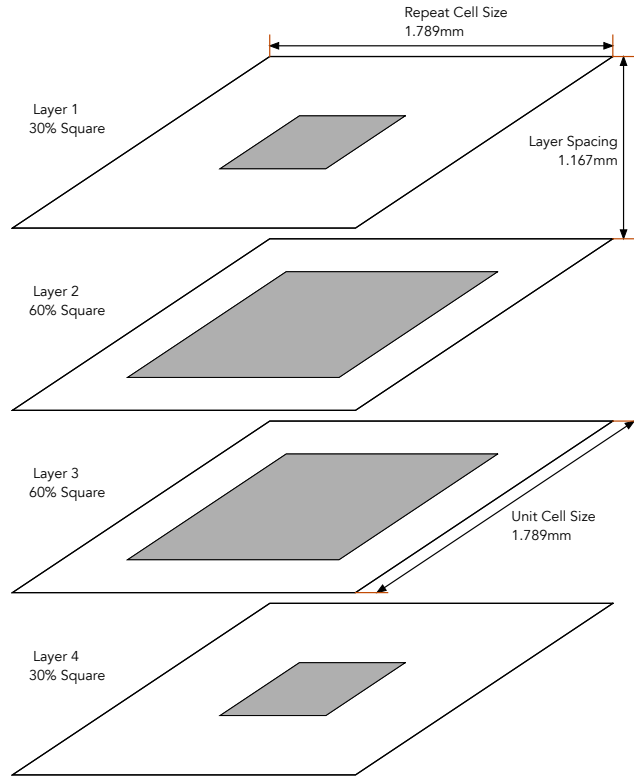 Repeat Cell Size
1.789mm
Layer 1
30% Square
Layer Spacing
1.167mm
Layer 2
60% Square
Layer 3
60% Square
Unit Cell Size
1.789mm
Layer 4
30% Square